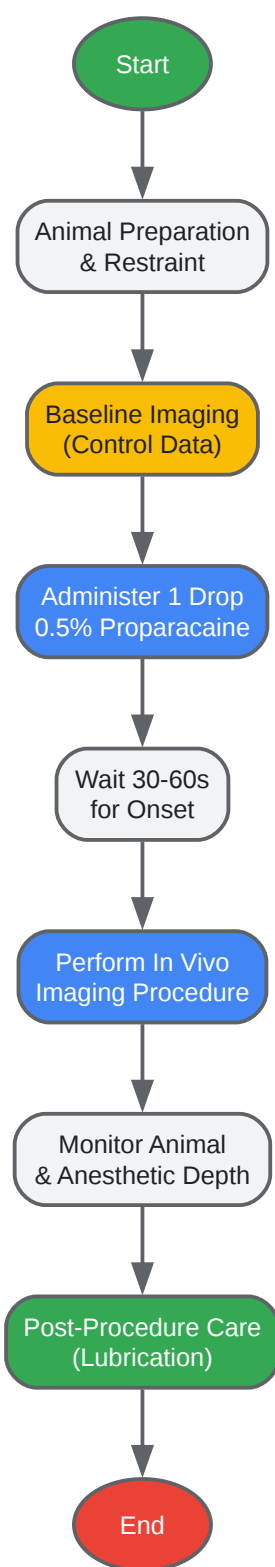 Start
Animal Preparation
& Restraint
Baseline Imaging
(Control Data)
Administer 1 Drop
0.5% Proparacaine
Wait 30-60s
for Onset
Perform In Vivo
Imaging Procedure
Monitor Animal
& Anesthetic Depth
Post-Procedure Care
(Lubrication)
End